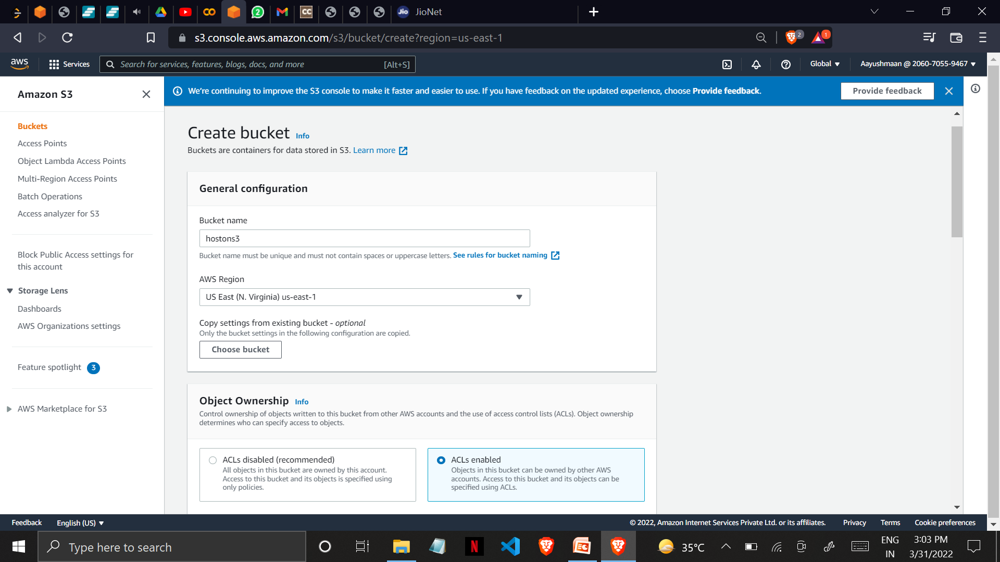 JioNet
s3.console.aws.amazon.com/s3/bucket/create?region=us-east-1
2
1
aws
Services
Search for services, features, blogs, docs, and more
[Alt+S]
Global
Aayushmaan @ 2060-7055-9467
Amazon S3
We're continuing to improve the S3 console to make it faster and easier to use. If you have feedback on the updated experience, choose Provide feedback.
Provide feedback
Buckets
Access Points
Object Lambda Access Points
Multi-Region Access Points
Batch Operations
Access analyzer for S3
Block Public Access settings for
this account
Storage Lens
Dashboards
AWS Organizations settings
Feature spotlight 3
AWS Marketplace for S3
Create bucket Info
Buckets are containers for data stored in S3. Learn more
General configuration
Bucket name
hostons3
Bucket name must be unique and must not contain spaces or uppercase letters. See rules for bucket naming
AWS Region
US East (N. Virginia) us-east-1
Copy settings from existing bucket - optional
Only the bucket settings in the following configuration are copied.
Choose bucket
Object Ownership Info
Control ownership of objects written to this bucket from other AWS accounts and the use of access control lists (ACLs). Object ownership
determines who can specify access to objects.
ACLs disabled (recommended)
All objects in this bucket are owned by this account.
Access to this bucket and its objects is specified using
only policies.
ACLs enabled
Objects in this bucket can be owned by other AWS
accounts. Access to this bucket and its objects can be
specified using ACLs.
Feedback
English (US)
© 2022, Amazon Internet Services Private Ltd. or its affiliates.
Privacy
Terms
Cookie preferences
Type here to search
35°C
ENG
IN
3:03 PM
3/31/2022
Jio
CC
2
N